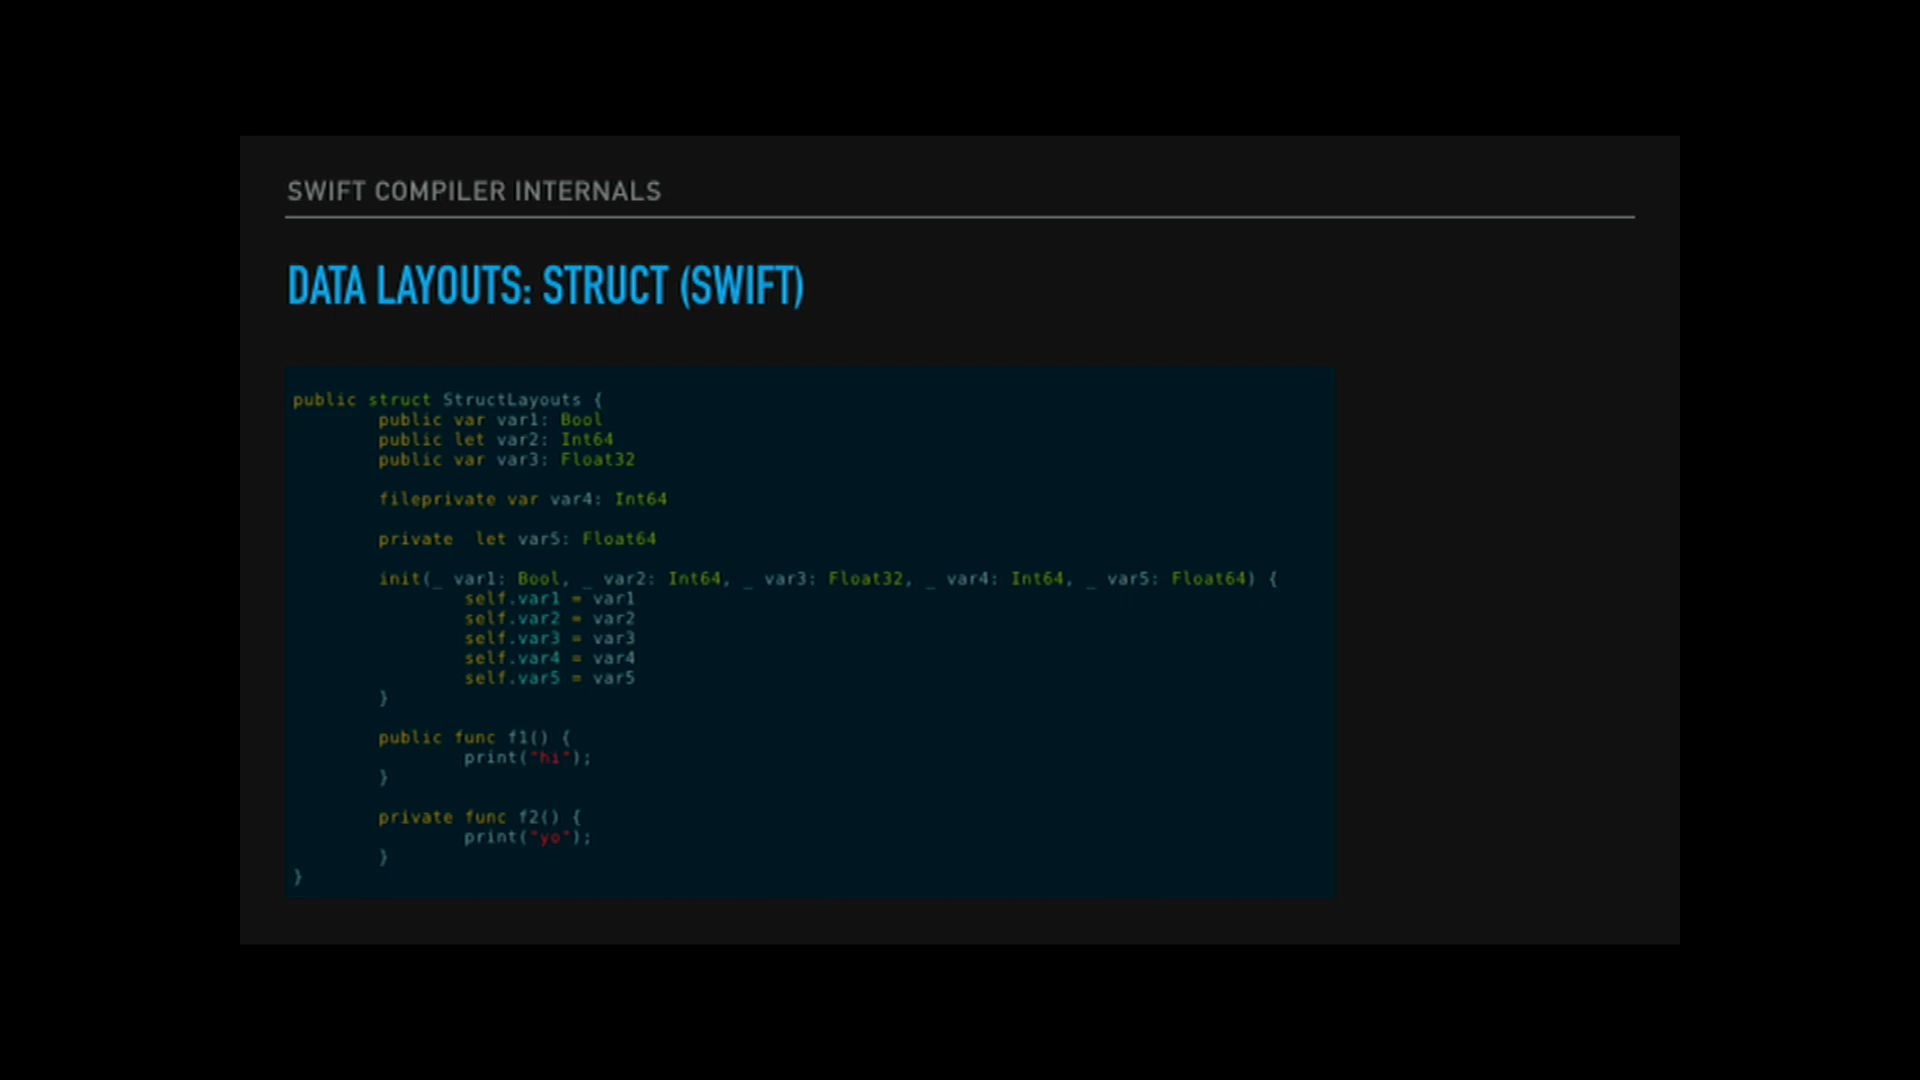 SWIFT COMPILER INTERNALS
DATA LAYOUTS: STRUCT (SWIFT)
public struct StructLayouts {
public var var1: Bool
public let var2: Int64
public var var3: Float32
fileprivate var var4: Int64
private  let var5: Float64
init(_ var1: Bool, _ var2: Int64, _ var3: Float32, _ var4: Int64, _ var5: Float64) {
self.var1 = var1
self.var2 = var2
self.var3 = var3
self.var4 = var4
self.var5 = var5
}
public func f1() {
print("hi");
}
private func f2() {
print("yo");
}
}